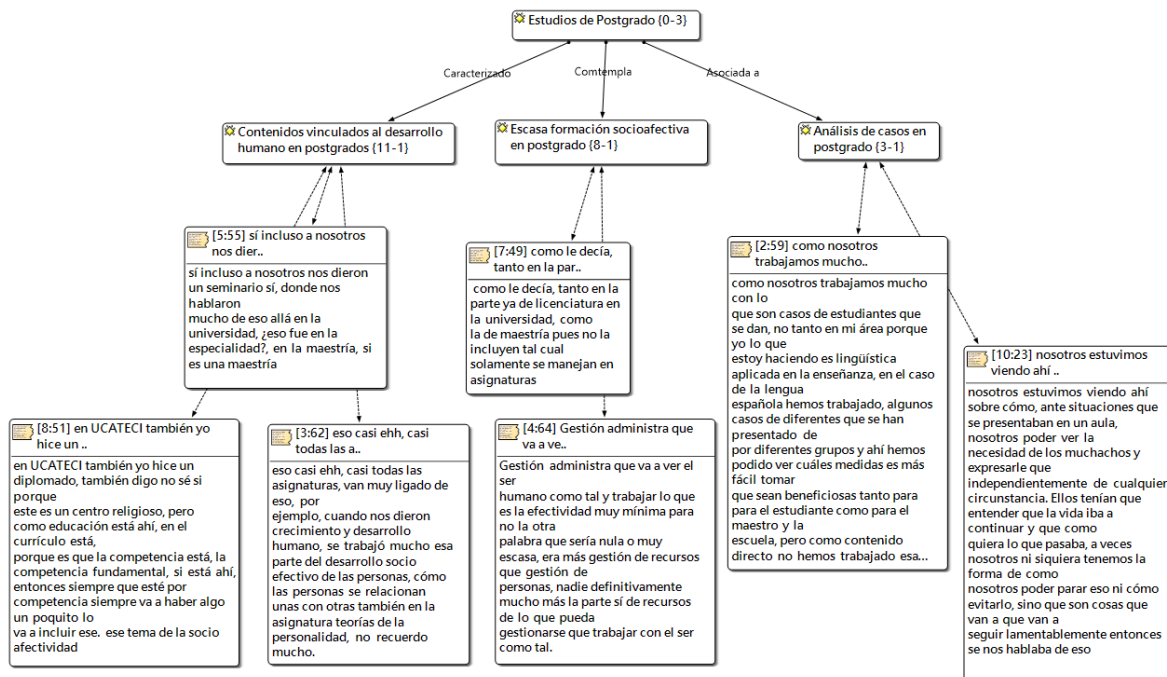 Estudios de Postgrado {0-3}
Caracterizado
Comtempla
Asociada a
Contenidos vinculados al desarrollo
humano en postgrados {11-1}
Escasa formación socioafectiva
en postgrado {8-1}
Análisis de casos en
postgrado {3-1}
[5:55] sí incluso a nosotros
nos dier..
sí incluso a nosotros nos dieron
un seminario sí, donde nos
hablaron
mucho de eso allá en la
universidad, ¿eso fue en la
especialidad?, en la maestría, si
es una maestría
[7:49] como le decía,
tanto en la par..
como le decía, tanto en la
parte ya de licenciatura en
la universidad, como
la de maestría pues no la
incluyen tal cual
solamente se manejan en
asignaturas
[2:59] como nosotros
trabajamos mucho..
como nosotros trabajamos mucho
con lo
que son casos de estudiantes que
se dan, no tanto en mi área porque
yo lo que
estoy haciendo es lingüística
aplicada en la enseñanza, en el caso
de la lengua
española hemos trabajado, algunos
casos de diferentes que se han
presentado de
por diferentes grupos y ahí hemos
podido ver cuáles medidas es más
fácil tomar
que sean beneficiosas tanto para
para el estudiante como para el
maestro y la
escuela, pero como contenido
directo no hemos trabajado esa...
[10:23] nosotros estuvimos
viendo ahí ..
nosotros estuvimos viendo ahí
sobre cómo, ante situaciones que
se presentaban en un aula,
nosotros poder ver la
necesidad de los muchachos y
expresarle que
independientemente de cualquier
circunstancia. Ellos tenían que
entender que la vida iba a
continuar y que como
quiera lo que pasaba, a veces
nosotros ni siquiera tenemos la
forma de como
nosotros poder parar eso ni cómo
evitarlo, sino que son cosas que
van a que van a
seguir lamentablemente entonces
se nos hablaba de eso
[8:51] en UCATECI también yo
hice un ..
en UCATECI también yo hice un
diplomado, también digo no sé si
porque
este es un centro religioso, pero
como educación está ahí, en el
currículo está,
porque es que la competencia está, la
competencia fundamental, si está ahí,
entonces siempre que esté por
competencia siempre va a haber algo
un poquito lo
va a incluir ese. ese tema de la socio
afectividad
[3:62] eso casi ehh, casi
todas las a..
eso casi ehh, casi todas las
asignaturas, van muy ligado de
eso, por
ejemplo, cuando nos dieron
crecimiento y desarrollo
humano, se trabajó mucho esa
parte del desarrollo socio
efectivo de las personas, cómo
las personas se relacionan
unas con otras también en la
asignatura teorías de la
personalidad, no recuerdo
mucho.
[4:64] Gestión administra que
va a ve..
Gestión administra que va a ver el
ser
humano como tal y trabajar lo que
es la efectividad muy mínima para
no la otra
palabra que sería nula o muy
escasa, era más gestión de recursos
que gestión de
personas, nadie definitivamente
mucho más la parte sí de recursos
de lo que pueda
gestionarse que trabajar con el ser
como tal.